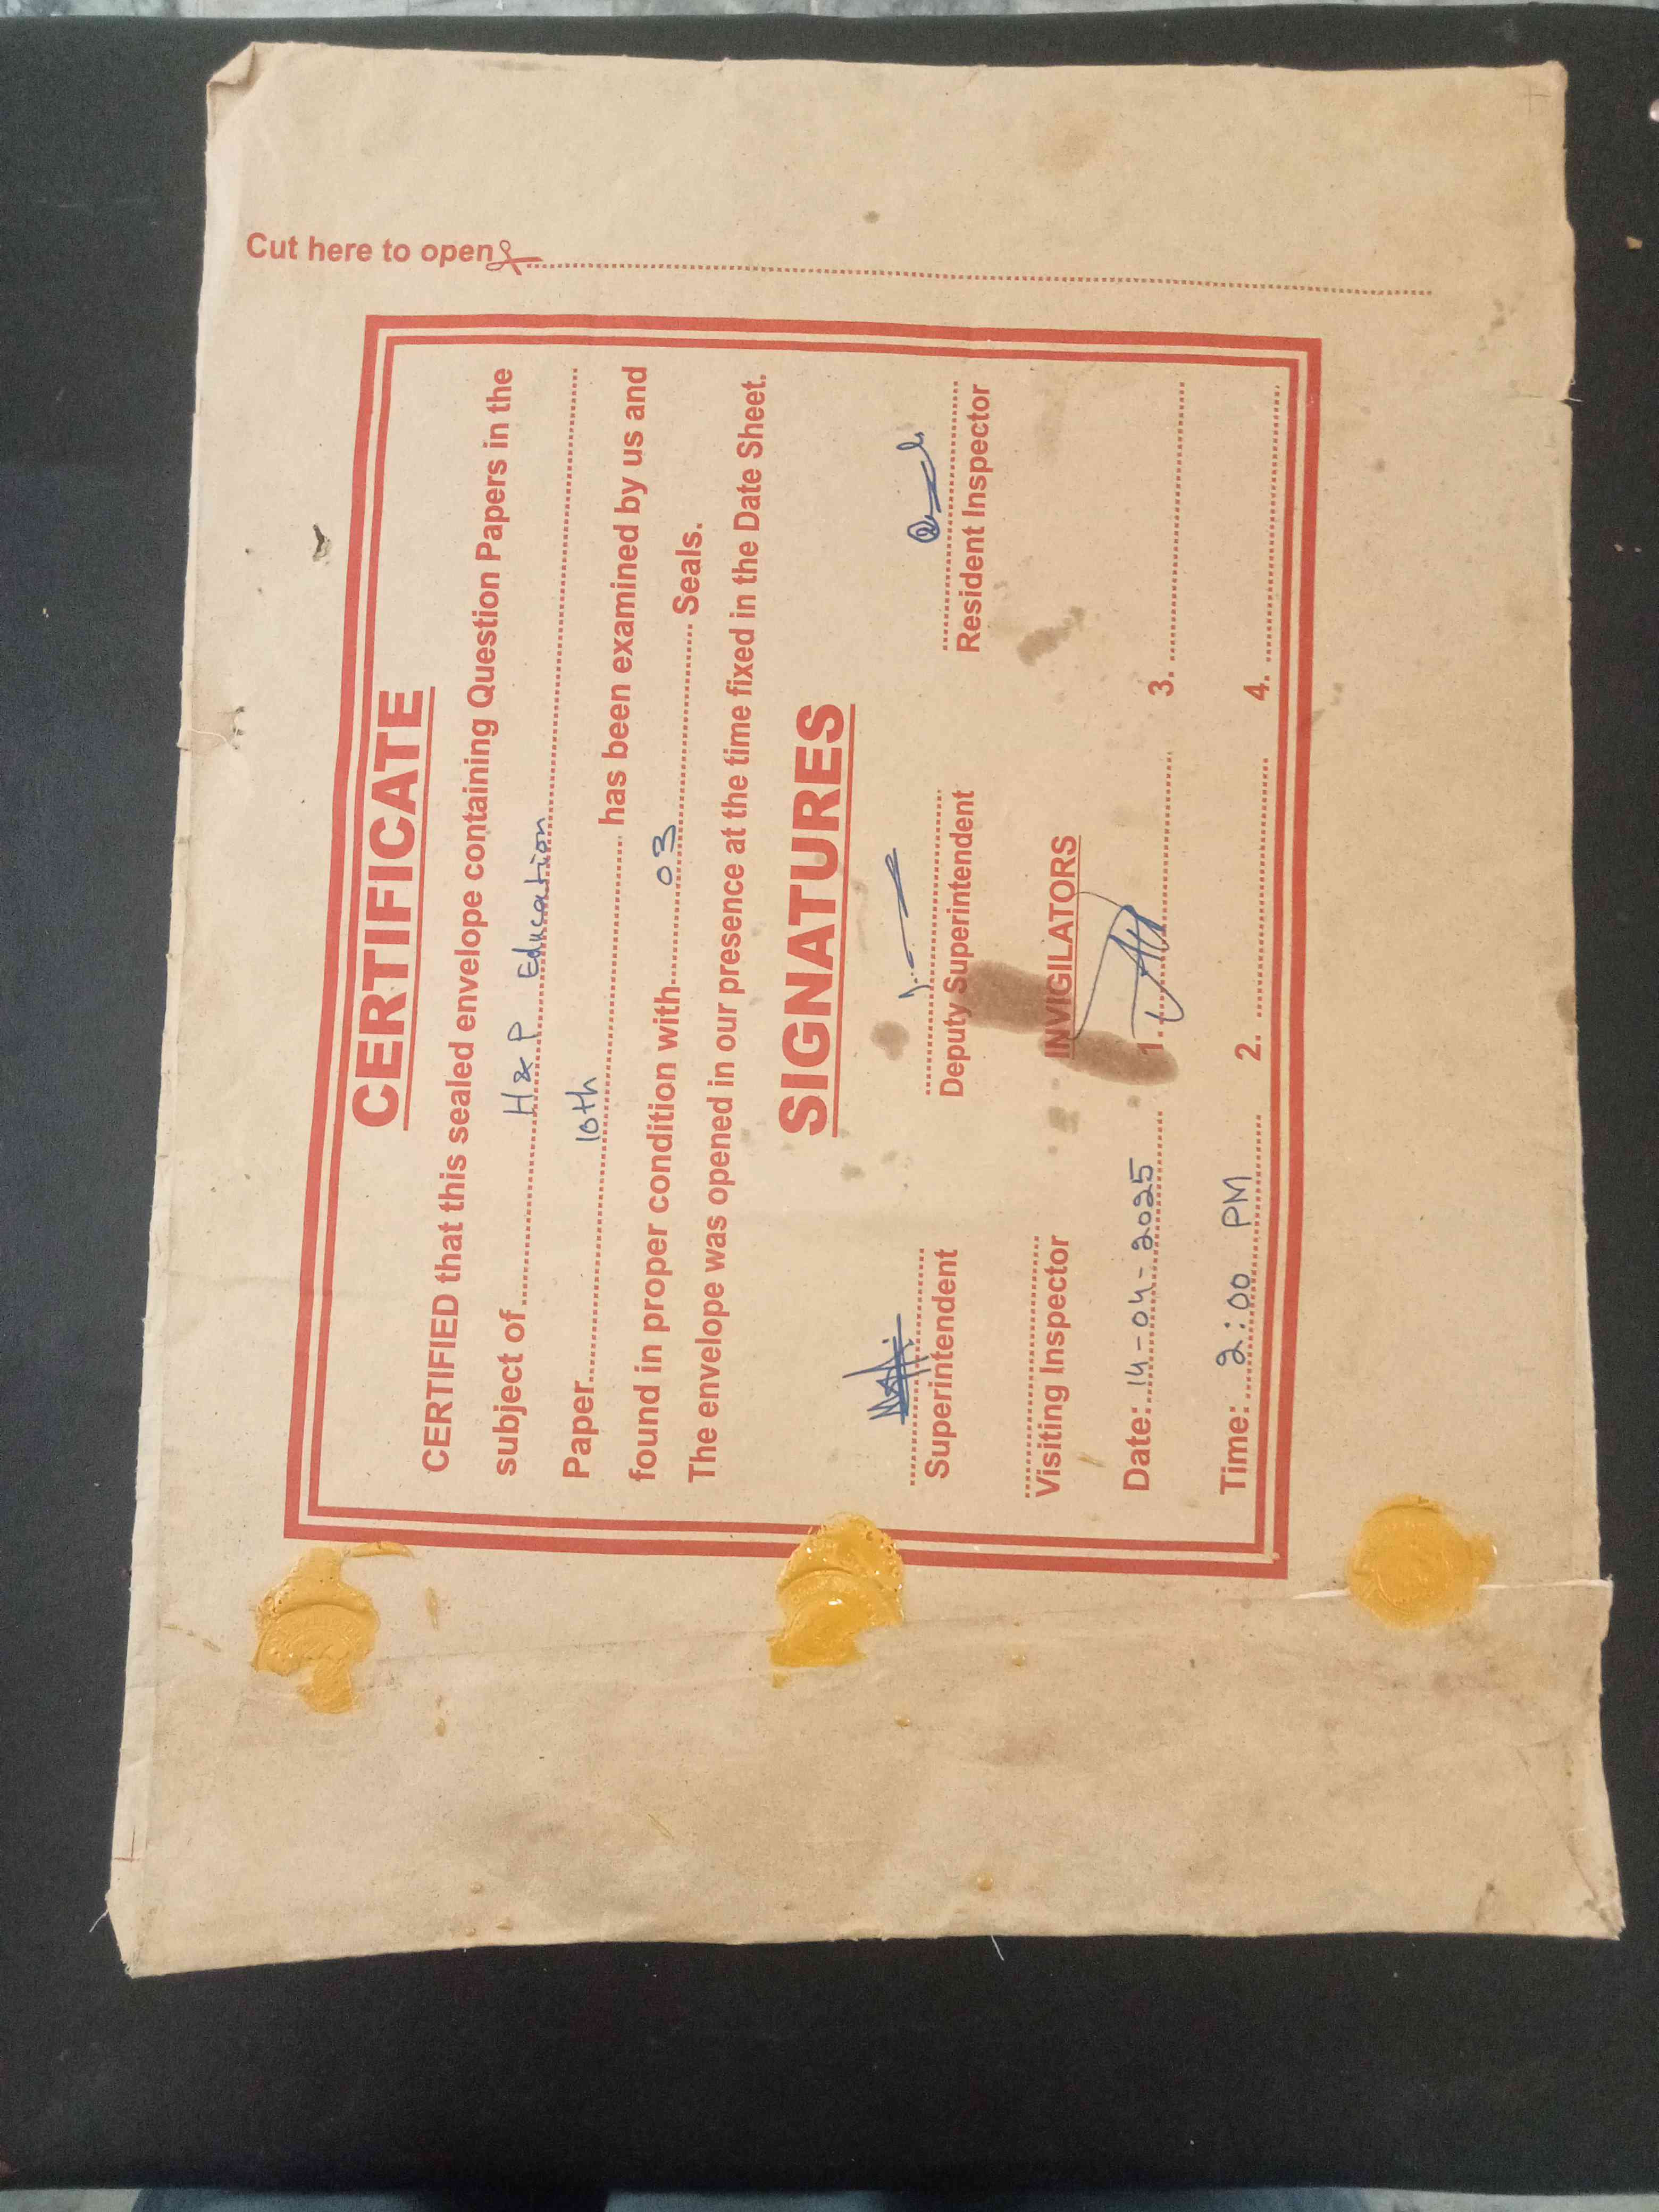 Cut here to open
CERTIFICATE
CERTIFIED that this sealed envelope containing Question Papers in the
subject of........H & P Education........
Paper........10th........has been examined by us and
found in proper condition with........03........Seals.
The envelope was opened in our presence at the time fixed in the Date Sheet.
SIGNATURES
Superintendent Deputy Superintendent Resident Inspector
Visiting Inspector INVIGILATORS
Date: 14-04-2025 1. 3.
Time: 2:00 PM 2. 4.